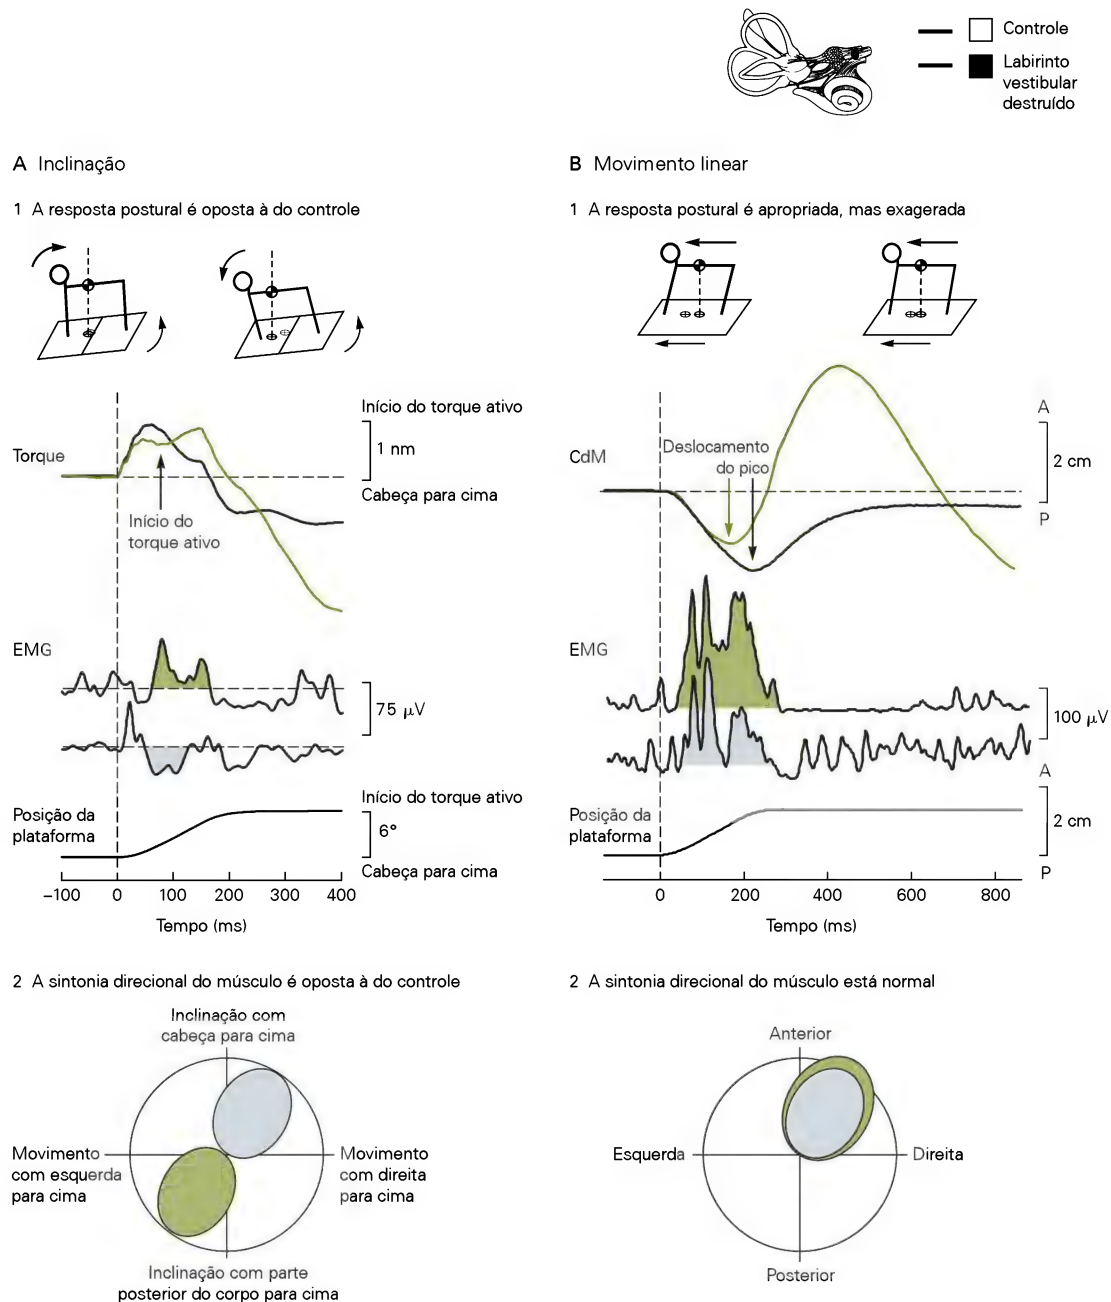 Controle
Labirinto
vestibular
destruído
A Inclinação
1 A resposta postural é oposta à do controle
Torque
Início do torque ativo
1 nm
Cabeça para cima
Início do
torque ativo
EMG
75 μV
Posição da
plataforma
Início do torque ativo
6°
Cabeça para cima
–100 0 100 200 300 400
Tempo (ms)
2 A sintonia direcional do músculo é oposta à do controle
Inclinação com
cabeça para cima
Movimento
com esquerda
para cima
Movimento
com direita
para cima
Inclinação com parte
posterior do corpo para cima
B Movimento linear
1 A resposta postural é apropriada, mas exagerada
CdM
Deslocamento
do pico
A
2 cm
P
EMG
100 μV
Posição da
plataforma
A
2 cm
P
0 200 400 600 800
Tempo (ms)
2 A sintonia direcional do músculo está normal
Anterior
Esquerda
Direita
Posterior